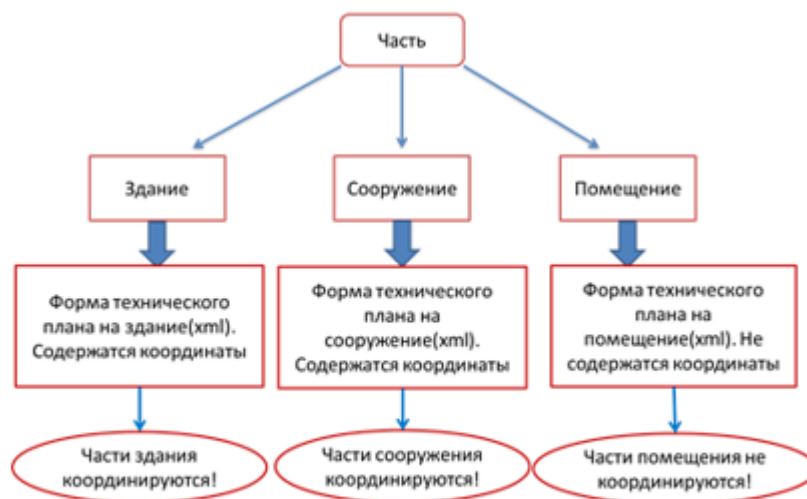 Часть
Здание
Сооружение
Помещение
Форма технического
плана на здание(xml).
Содержатся координаты
Форма технического
плана на
сооружение(xml).
Содержатся координаты
Форма технического
плана на
помещение(xml). Не
содержатся координаты
Части здания
координируются!
Части сооружения
координируются!
Части помещения не
координируются!